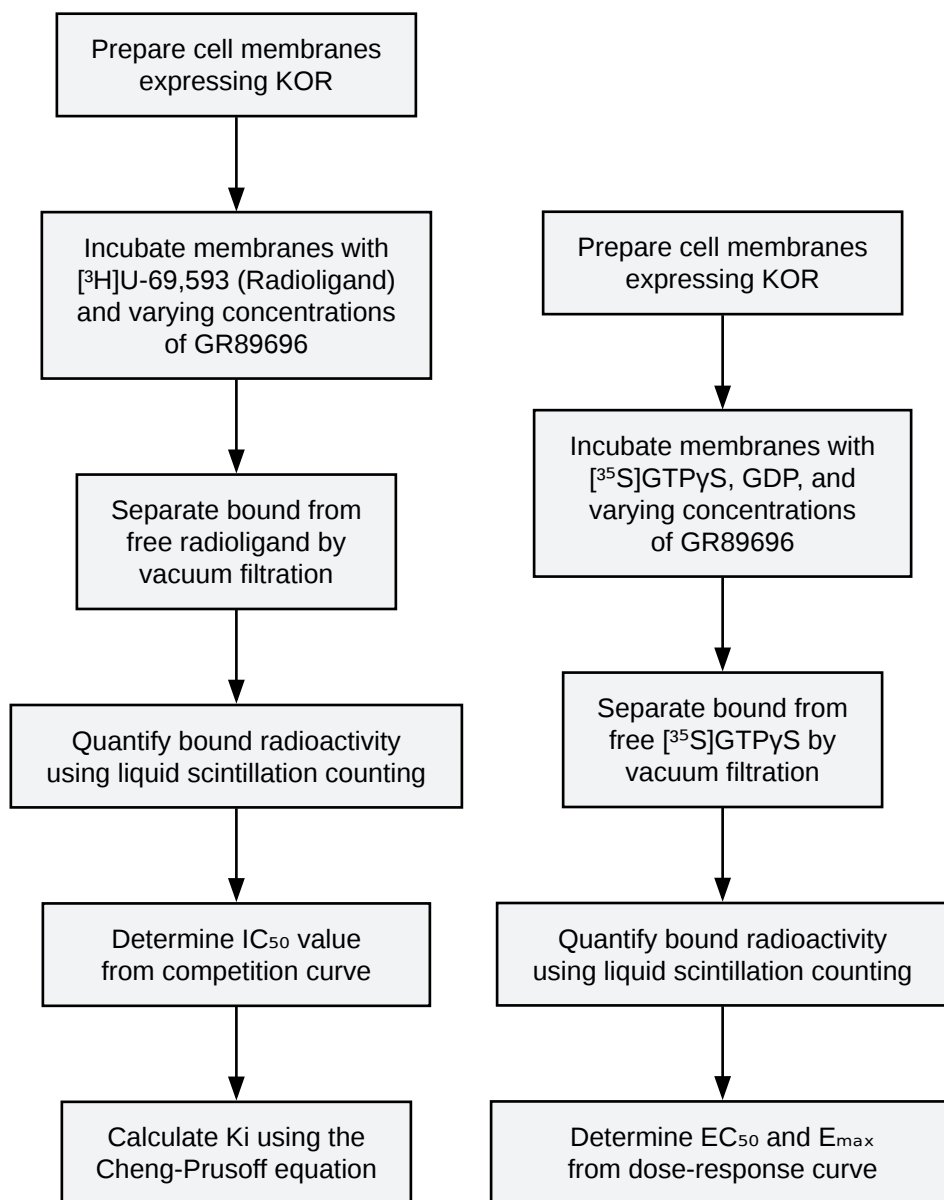 Prepare cell membranes
expressing KOR
Incubate membranes with
[³H]U-69,593 (Radioligand)
and varying concentrations
of GR89696
Separate bound from
free radioligand by
vacuum filtration
Quantify bound radioactivity
using liquid scintillation counting
Determine IC₅₀ value
from competition curve
Calculate Ki using the
Cheng-Prusoff equation
Prepare cell membranes
expressing KOR
Incubate membranes with
[³⁵S]GTPγS, GDP, and
varying concentrations
of GR89696
Separate bound from
free [³⁵S]GTPγS by
vacuum filtration
Quantify bound radioactivity
using liquid scintillation counting
Determine EC₅₀ and Eₘₐₓ
from dose-response curve